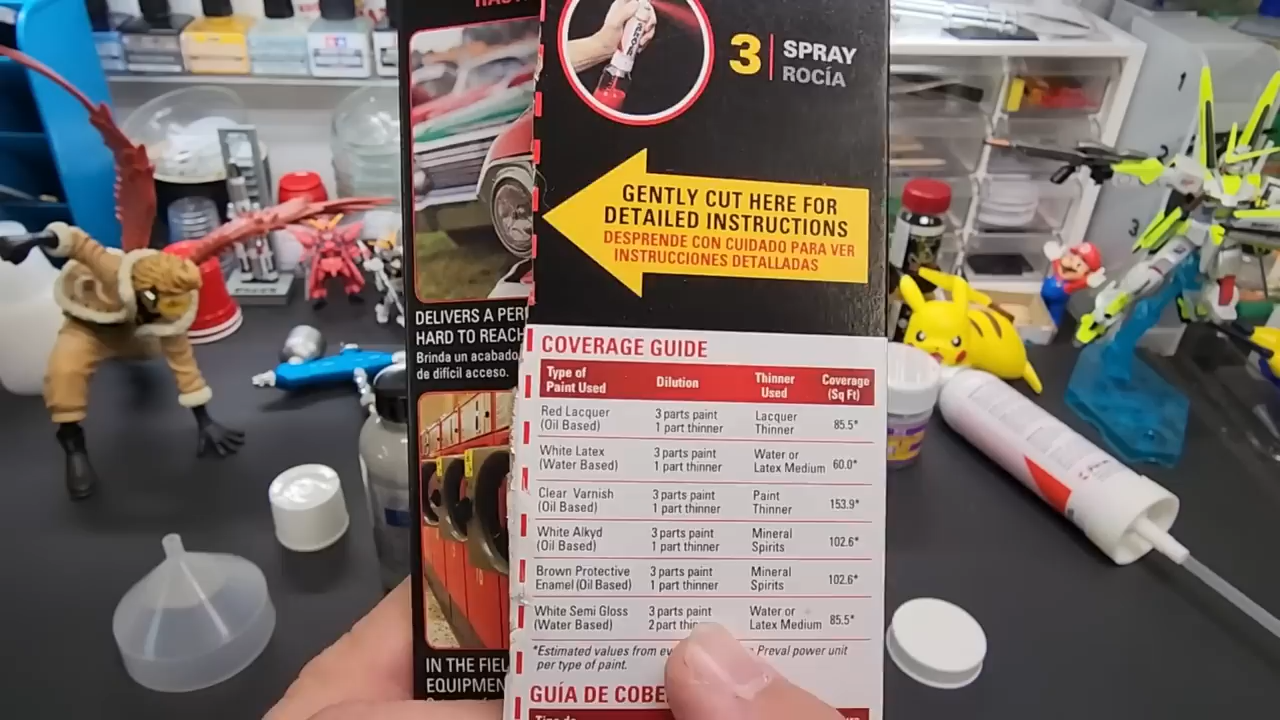 3 SPRAY
ROCÍA
GENTLY CUT HERE FOR
DETAILED INSTRUCTIONS
DESPRENDE CON CUIDADO PARA VER
INSTRUCCIONES DETALLADAS
DELIVERS A
HARD TO REACH
Brinda un acabado
de difícil acceso.
COVERAGE GUIDE
Type of Paint Used Dilution Thinner Used Coverage (Sq Ft)
Red Lacquer (Oil Based) 3 parts paint 1 part thinner Lacquer Thinner 85.5*
White Latex (Water Based) 3 parts paint 1 part thinner Water or Latex Medium 60.0*
Clear Varnish (Oil Based) 3 parts paint 1 part thinner Paint Thinner 153.9*
White Alkyd (Oil Based) 3 parts paint 1 part thinner Mineral Spirits 102.6*
Brown Protective Enamel (Oil Based) 3 parts paint 1 part thinner Mineral Spirits 102.6*
White Semi Gloss (Water Based) 3 parts paint 2 part Water or Latex Medium 85.5*
*Estimated values from Preval power unit
per type of paint.
IN THE
GUÍA DE